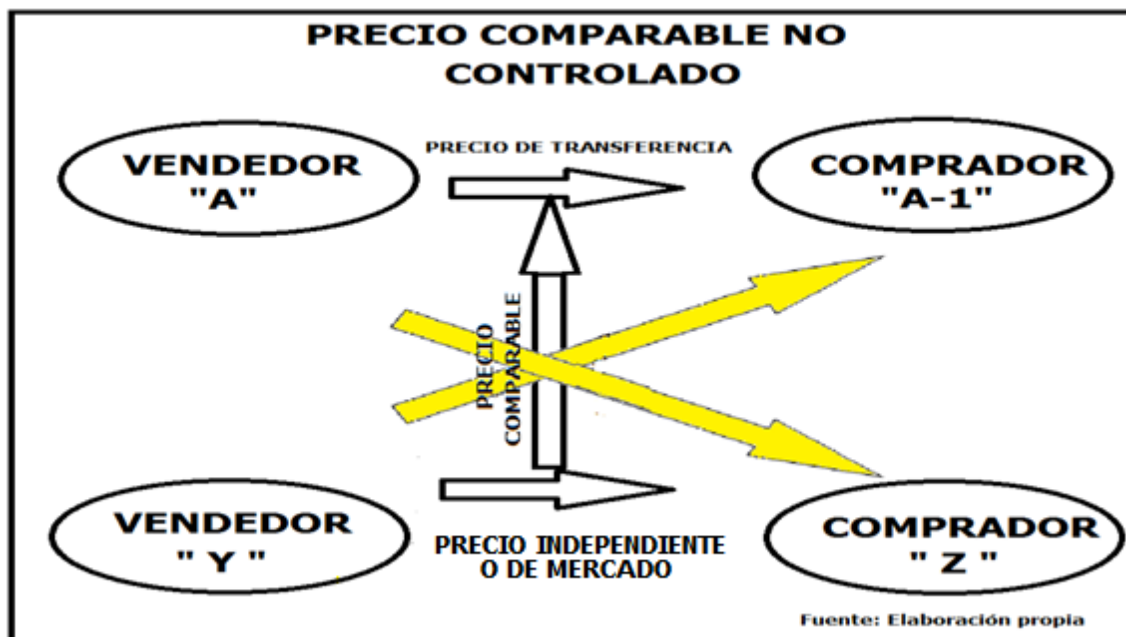 PRECIO COMPARABLE NO
CONTROLADO
VENDEDOR
"A"
PRECIO DE TRANSFERENCIA
COMPRADOR
"A-1"
PRECIO
COMPARABLE
VENDEDOR
" Y "
PRECIO INDEPENDIENTE
O DE MERCADO
COMPRADOR
" Z "
Fuente: Elaboración propia